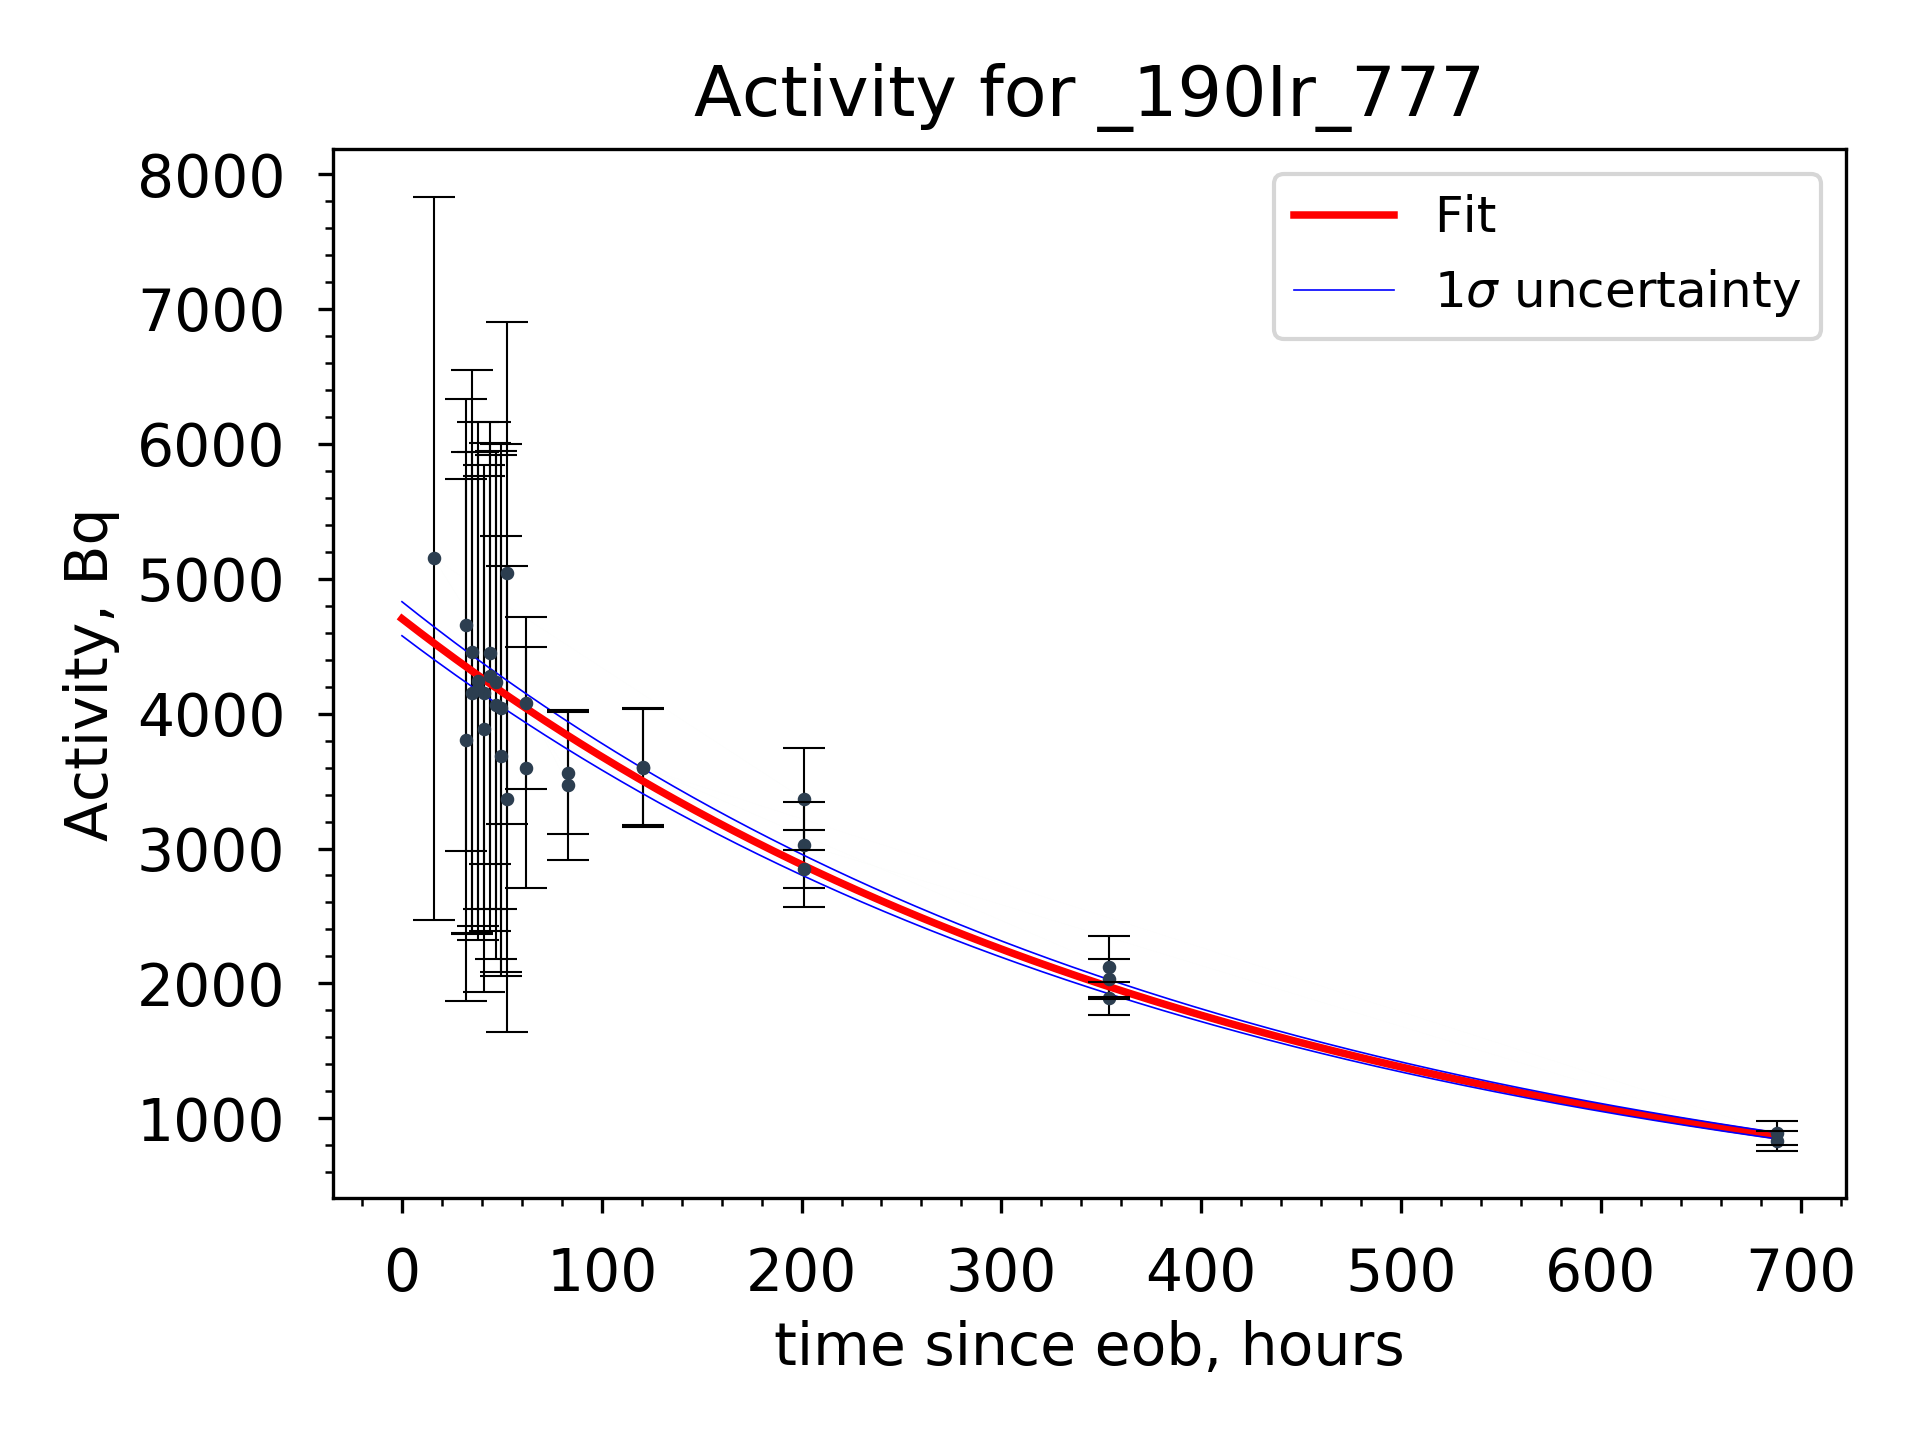 Activity for _190Ir_777
Fit
1σ uncertainty
Activity, Bq
8000
7000
6000
5000
4000
3000
2000
1000
0 100 200 300 400 500 600 700
time since eob, hours